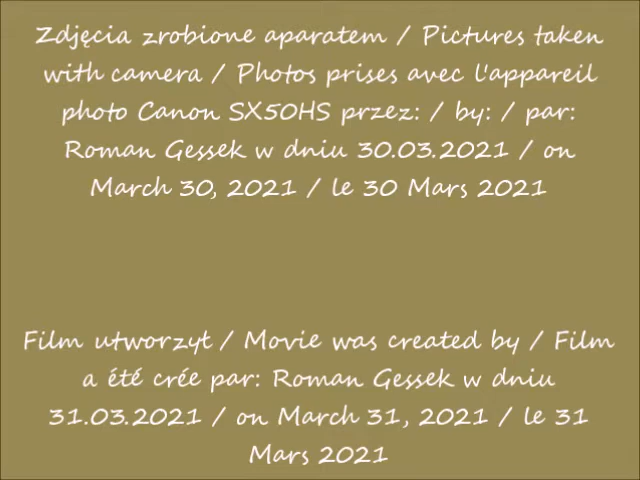 Zdjęcia zrobione aparatem / Pictures taken
with camera / Photos prises avec l'appareil
photo Canon SX50HS przez: / by: / par:
Roman Gessek w dniu 30.03.2021 / on
March 30, 2021 / le 30 Mars 2021
Film utworzył / Movie was created by / Film
a été crée par: Roman Gessek w dniu
31.03.2021 / on March 31, 2021 / le 31
Mars 2021